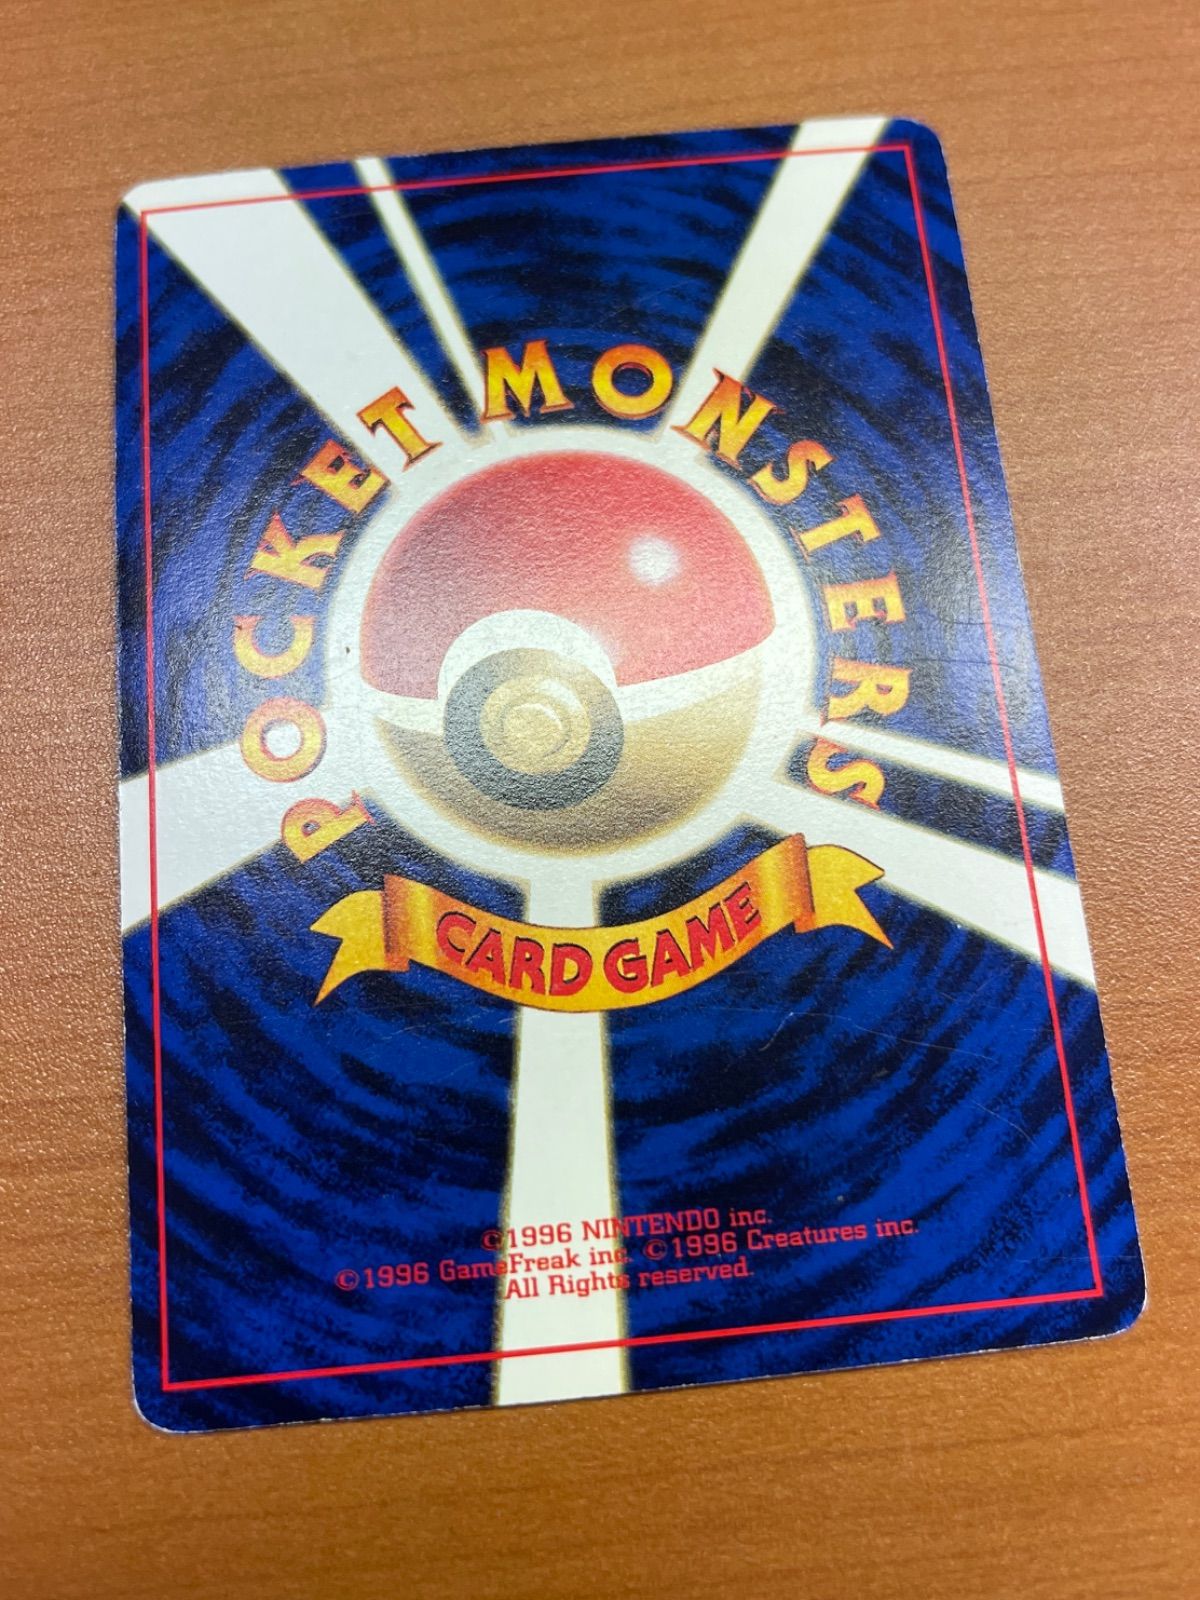 POCKET MONSTERS
CARD GAME
©1996 NINTENDO inc.
©1996 GameFreak inc. ©1996 Creatures inc.
All Rights reserved.